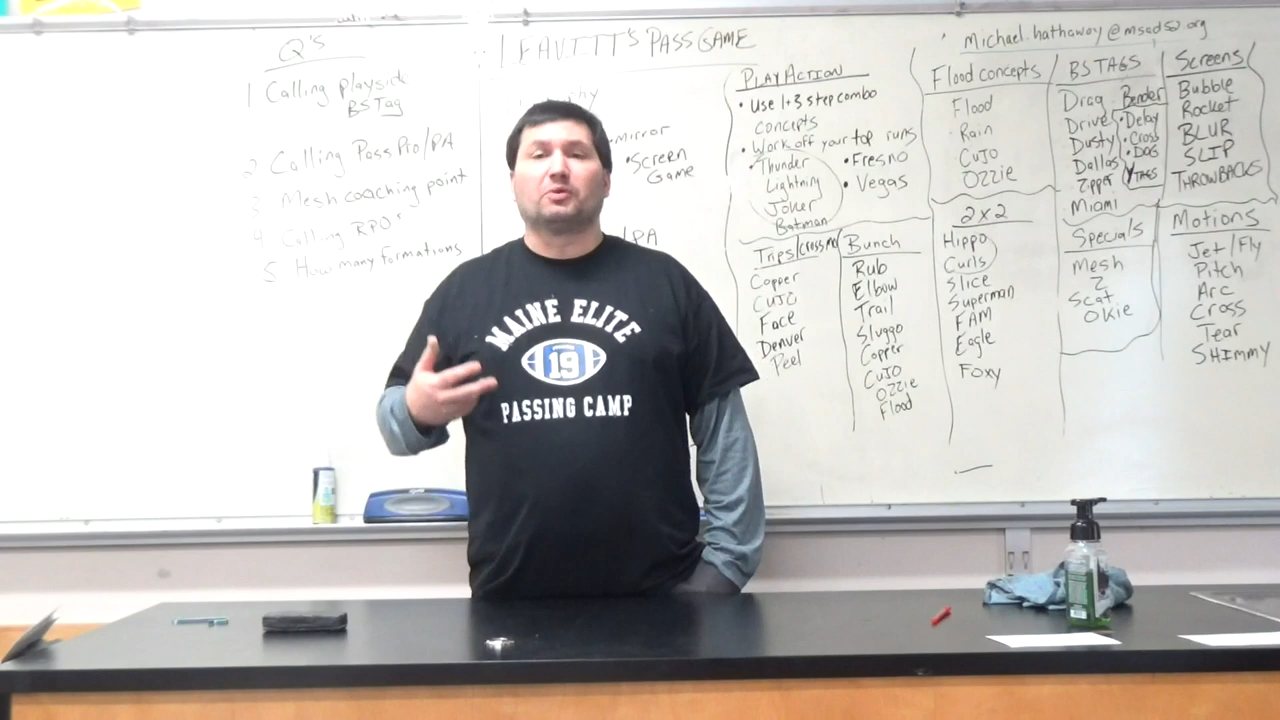 Q's
1 Calling playside
BS Tag
2 Calling Pass Pro/PA
3 Mesh coaching point
4 Calling RPO's
5 How many formations
LEAVITT'S PASS GAME
Mirror
• Screen
Game
/PA
MAINE ELITE
19
PASSING CAMP
PLAY ACTION
• Use 1+3 step combo
concepts
• Work off your top runs
• Thunder
Lightning
Joker
Batman
• Fresno
• Vegas
Trips/
Copper
CUJO
Face
Denver
Peel
Bunch
Rub
Elbow
Trail
Sluggo
Copper
CUJO
OZZIE
Flood
Michael.hathaway@msad52.org
Flood concepts
Flood
Rain
CUJO
OZZIE
2x2
Hippo
Curls
Slice
Superman
FAM
Eagle
Foxy
BS TAGS
Drag
Drive
Dusty
Dallas
Zipper
Miami
Bender
• Delay
• Cross
• DAG
Y TAGS
Specials
Mesh
Z
Scat
Okie
Screens
Bubble
Rocket
BLUR
SLIP
THROWBACKS
Motions
Jet/Fly
Pitch
Arc
Cross
Tear
SHIMMY